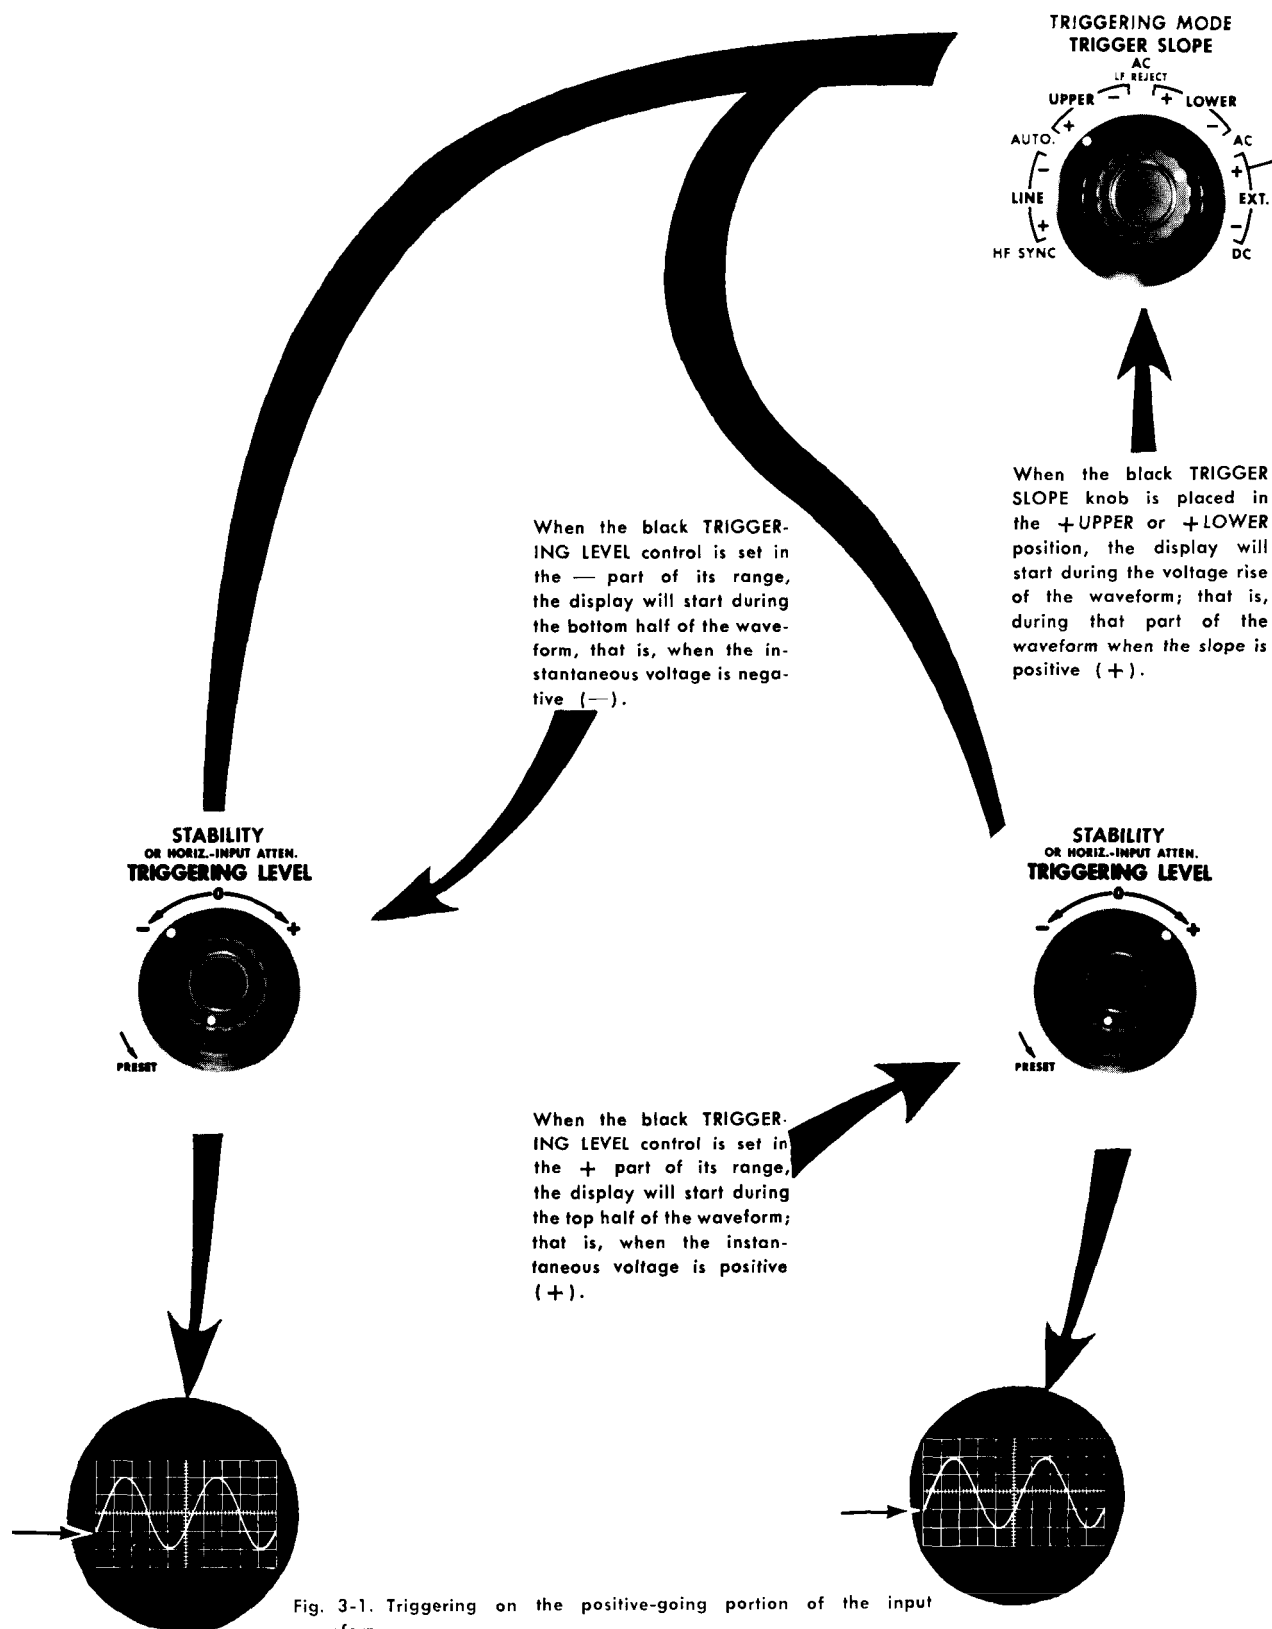 TRIGGERING MODE
TRIGGER SLOPE
AC
LF REJECT
UPPER − + LOWER
+ −
AUTO. AC
− +
LINE EXT.
+ −
HF SYNC DC
When the black TRIGGER
SLOPE knob is placed in
the +UPPER or +LOWER
position, the display will
start during the voltage rise
of the waveform; that is,
during that part of the
waveform when the slope is
positive (+).
When the black TRIGGER-
ING LEVEL control is set in
the — part of its range,
the display will start during
the bottom half of the wave-
form, that is, when the in-
stantaneous voltage is nega-
tive (—).
STABILITY
OR HORIZ.-INPUT ATTEN.
TRIGGERING LEVEL
0
− +
PRESET
STABILITY
OR HORIZ.-INPUT ATTEN.
TRIGGERING LEVEL
0
− +
PRESET
When the black TRIGGER-
ING LEVEL control is set in
the + part of its range,
the display will start during
the top half of the waveform;
that is, when the instan-
taneous voltage is positive
(+).
Fig. 3-1. Triggering on the positive-going portion of the input